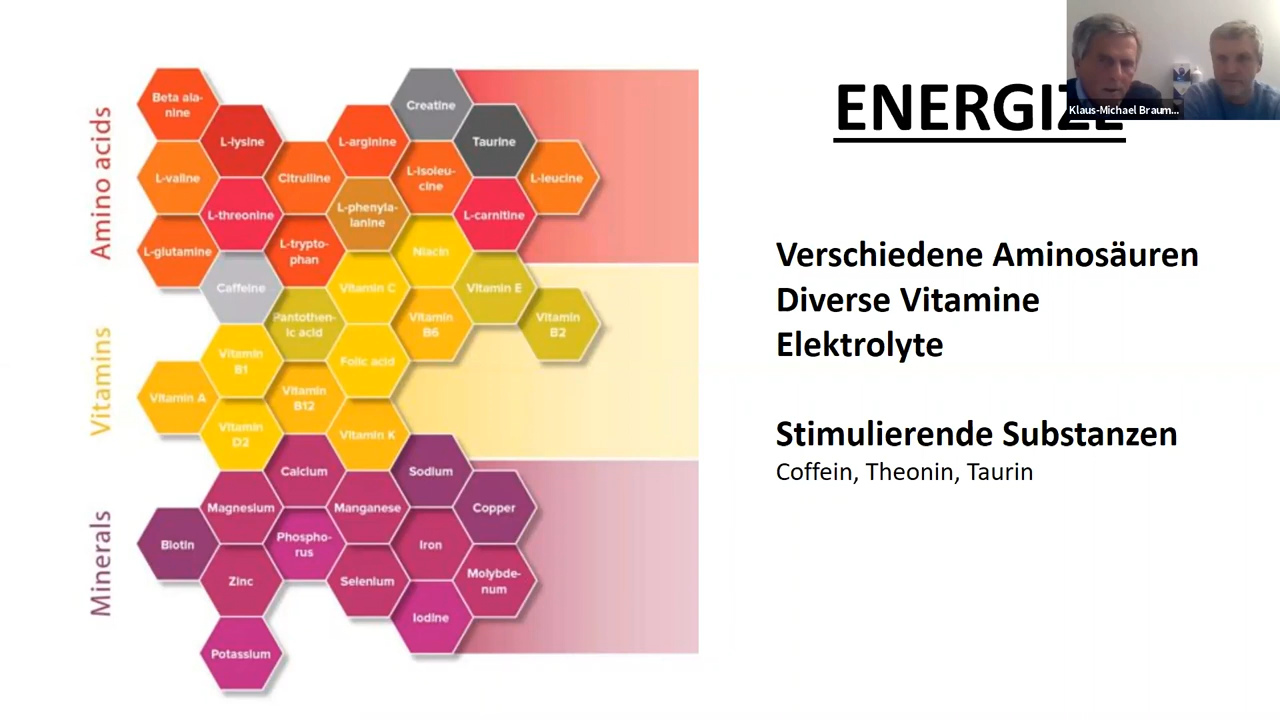 Amino acids
Beta ala-
nine
Creatine
L-lysine
L-arginine
Taurine
L-valine
Citrulline
L-isoleu-
cine
L-leucine
L-threonine
L-phenyla-
lanine
L-carnitine
L-glutamine
L-trypto-
phan
Niacin
Caffeine
Vitamin C
Vitamin E
Vitamins
Pantothen-
ic acid
Vitamin
B6
Vitamin
B2
Vitamin
B1
Folic acid
Vitamin A
Vitamin
B12
Vitamin
D2
Vitamin K
Minerals
Calcium
Sodium
Magnesium
Manganese
Copper
Biotin
Phospho-
rus
Iron
Zinc
Selenium
Molybde-
num
Iodine
Potassium
ENERGIZE
Klaus-Michael Braum...
Verschiedene Aminosäuren
Diverse Vitamine
Elektrolyte
Stimulierende Substanzen
Coffein, Theonin, Taurin